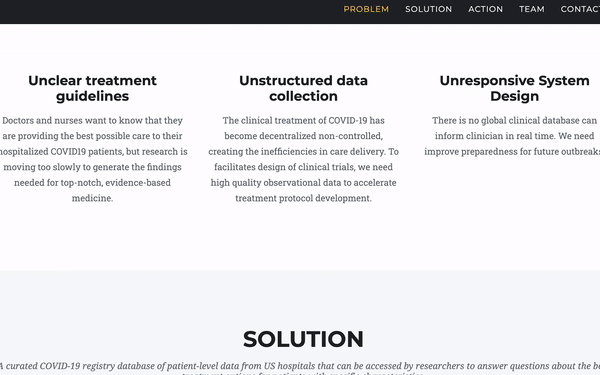 PROBLEM SOLUTION ACTION TEAM CONTACT
Unclear treatment
guidelines
Doctors and nurses want to know that they
are providing the best possible care to their
hospitalized COVID19 patients, but research is
moving too slowly to generate the findings
needed for top-notch, evidence-based
medicine.
Unstructured data
collection
The clinical treatment of COVID-19 has
become decentralized non-controlled,
creating the inefficiencies in care delivery. To
facilitates design of clinical trials, we need
high quality observational data to accelerate
treatment protocol development.
Unresponsive System
Design
There is no global clinical database can
inform clinician in real time. We need
improve preparedness for future outbreaks
SOLUTION
A curated COVID-19 registry database of patient-level data from US hospitals that can be accessed by researchers to answer questions about the